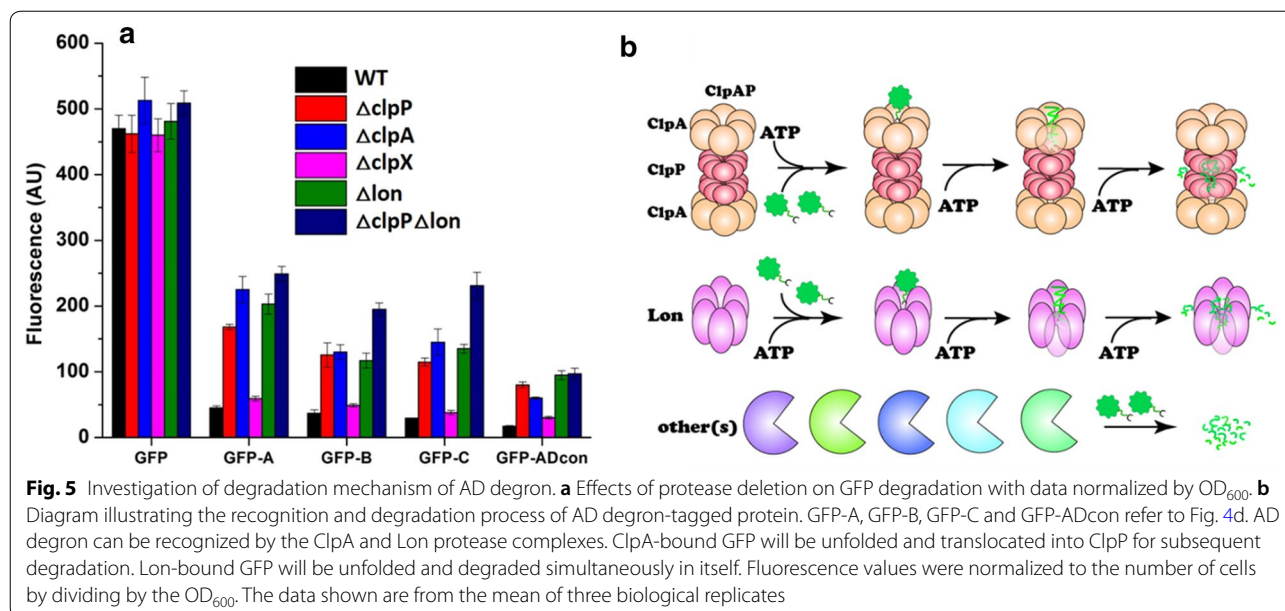 a
600
500
400
300
200
100
0
Fluorescence (AU)
WT
ΔclpP
ΔclpA
ΔclpX
Δlon
ΔclpPΔlon
GFP GFP-A GFP-B GFP-C GFP-ADcon
b
ClpAP
ClpA
ClpP
ClpA
ATP
ATP
ATP
Lon
ATP
ATP
ATP
other(s)
Fig. 5 Investigation of degradation mechanism of AD degron. a Effects of protease deletion on GFP degradation with data normalized by OD600. b
Diagram illustrating the recognition and degradation process of AD degron-tagged protein. GFP-A, GFP-B, GFP-C and GFP-ADcon refer to Fig. 4d. AD
degron can be recognized by the ClpA and Lon protease complexes. ClpA-bound GFP will be unfolded and translocated into ClpP for subsequent
degradation. Lon-bound GFP will be unfolded and degraded simultaneously in itself. Fluorescence values were normalized to the number of cells
by dividing by the OD600. The data shown are from the mean of three biological replicates